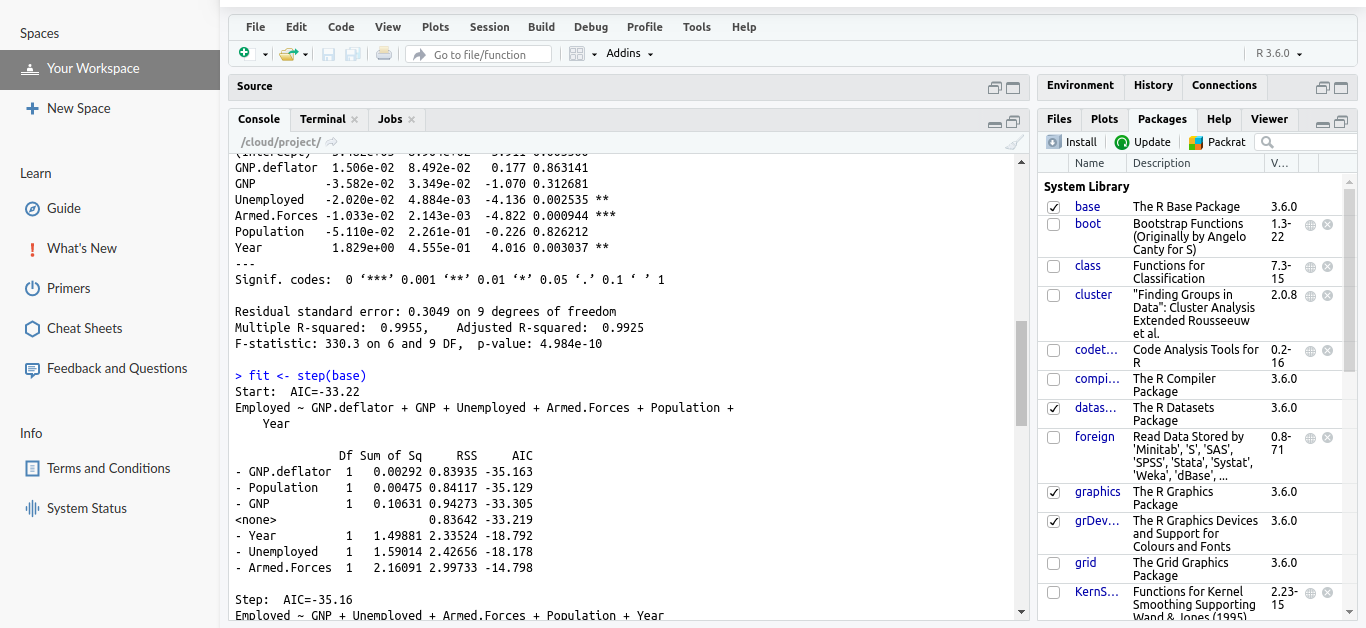 Spaces
Your Workspace
New Space
Learn
Guide
What's New
Primers
Cheat Sheets
Feedback and Questions
Info
Terms and Conditions
System Status
File Edit Code View Plots Session Build Debug Profile Tools Help
Go to file/function Addins R 3.6.0
Source
Console Terminal Jobs
/cloud/project/
GNP.deflator 1.506e-02 8.492e-02 0.177 0.863141
GNP -3.582e-02 3.349e-02 -1.070 0.312681
Unemployed -2.020e-02 4.884e-03 -4.136 0.002535 **
Armed.Forces -1.033e-02 2.143e-03 -4.822 0.000944 ***
Population -5.110e-02 2.261e-01 -0.226 0.826212
Year 1.829e+00 4.555e-01 4.016 0.003037 **
---
Signif. codes: 0 ‘***’ 0.001 ‘**’ 0.01 ‘*’ 0.05 ‘.’ 0.1 ‘ ’ 1
Residual standard error: 0.3049 on 9 degrees of freedom
Multiple R-squared: 0.9955, Adjusted R-squared: 0.9925
F-statistic: 330.3 on 6 and 9 DF, p-value: 4.984e-10
> fit <- step(base)
Start: AIC=-33.22
Employed ~ GNP.deflator + GNP + Unemployed + Armed.Forces + Population +
Year
Df Sum of Sq RSS AIC
- GNP.deflator 1 0.00292 0.83935 -35.163
- Population 1 0.00475 0.84117 -35.129
- GNP 1 0.10631 0.94273 -33.305
<none> 0.83642 -33.219
- Year 1 1.49881 2.33524 -18.792
- Unemployed 1 1.59014 2.42656 -18.178
- Armed.Forces 1 2.16091 2.99733 -14.798
Step: AIC=-35.16
Employed ~ GNP + Unemployed + Armed.Forces + Population + Year
Environment History Connections
Files Plots Packages Help Viewer
Install Update Packrat
Name Description V...
System Library
base The R Base Package 3.6.0
boot Bootstrap Functions 1.3-
(Originally by Angelo 22
Canty for S)
class Functions for 7.3-
Classification 15
cluster "Finding Groups in 2.0.8
Data": Cluster Analysis
Extended Rousseeuw
et al.
codet... Code Analysis Tools for 0.2-
R 16
compi... The R Compiler 3.6.0
Package
datas... The R Datasets 3.6.0
Package
foreign Read Data Stored by 0.8-
'Minitab', 'S', 'SAS', 71
'SPSS', 'Stata', 'Systat',
'Weka', 'dBase', ...
graphics The R Graphics 3.6.0
Package
grDev... The R Graphics Devices 3.6.0
and Support for
Colours and Fonts
grid The Grid Graphics 3.6.0
Package
KernS... Functions for Kernel 2.23-
Smoothing Supporting 15
Wand & Jones (1995)